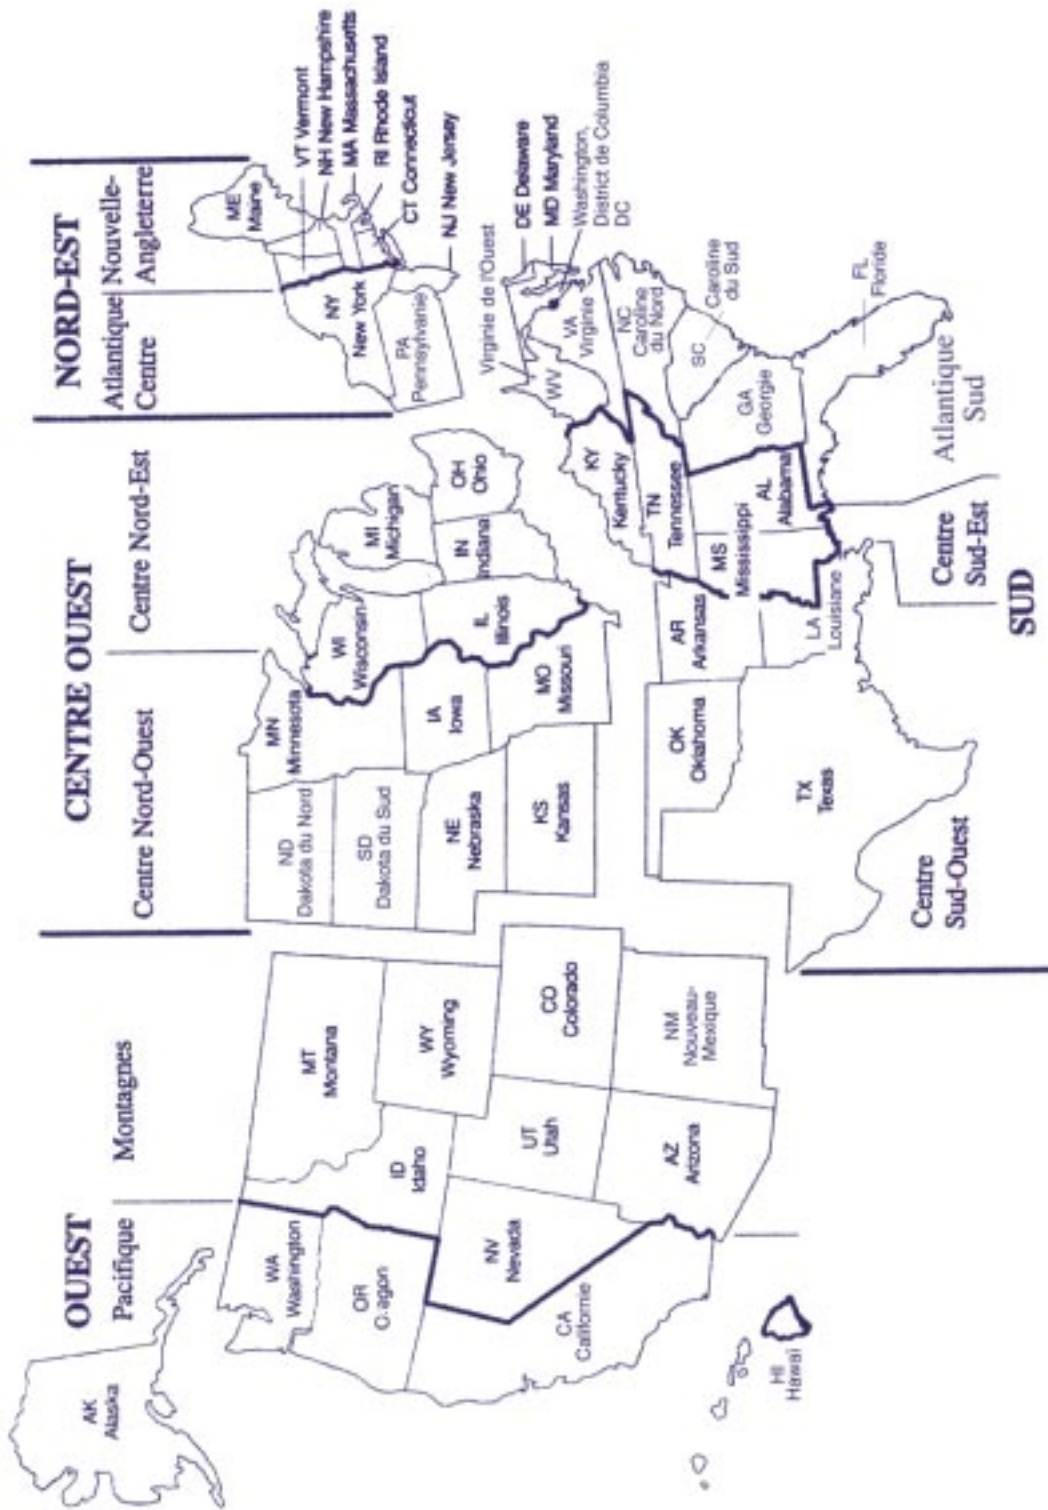 OUEST
Pacifique
Montagnes
CENTRE OUEST
Centre Nord-Ouest
Centre Nord-Est
NORD-EST
Atlantique
Centre
Nouvelle-
Angleterre
AK
Alaska
WA
Washington
OR
CA
Californie
HI
Hawaï
NV
Nevada
ID
Idaho
MT
Montana
WY
Wyoming
UT
Utah
CO
Colorado
AZ
Arizona
NM
Nouveau-
Mexique
ND
Dakota du Nord
SD
Dakota du Sud
NE
Nebraska
KS
Kansas
MN
Minnesota
IA
Iowa
MO
Missouri
WI
Wisconsin
IL
Illinois
MI
Michigan
IN
Indiana
OH
Ohio
ME
Maine
VT Vermont
NH New Hampshire
MA Massachusetts
RI Rhode Island
CT Connecticut
NJ New Jersey
NY
New York
PA
Pennsylvanie
Virginie de l'Ouest
WV
DE Delaware
MD Maryland
Washington,
District de Columbia
DC
VA
Virginie
NC
Caroline
du Nord
SC
Caroline
du Sud
GA
Georgie
FL
Floride
KY
Kentucky
TN
Tennessee
MS
Mississippi
AL
Alabama
AR
Arkansas
LA
Louisiane
OK
Oklahoma
TX
Texas
Centre
Sud-Ouest
Centre
Sud-Est
Atlantique
Sud
SUD